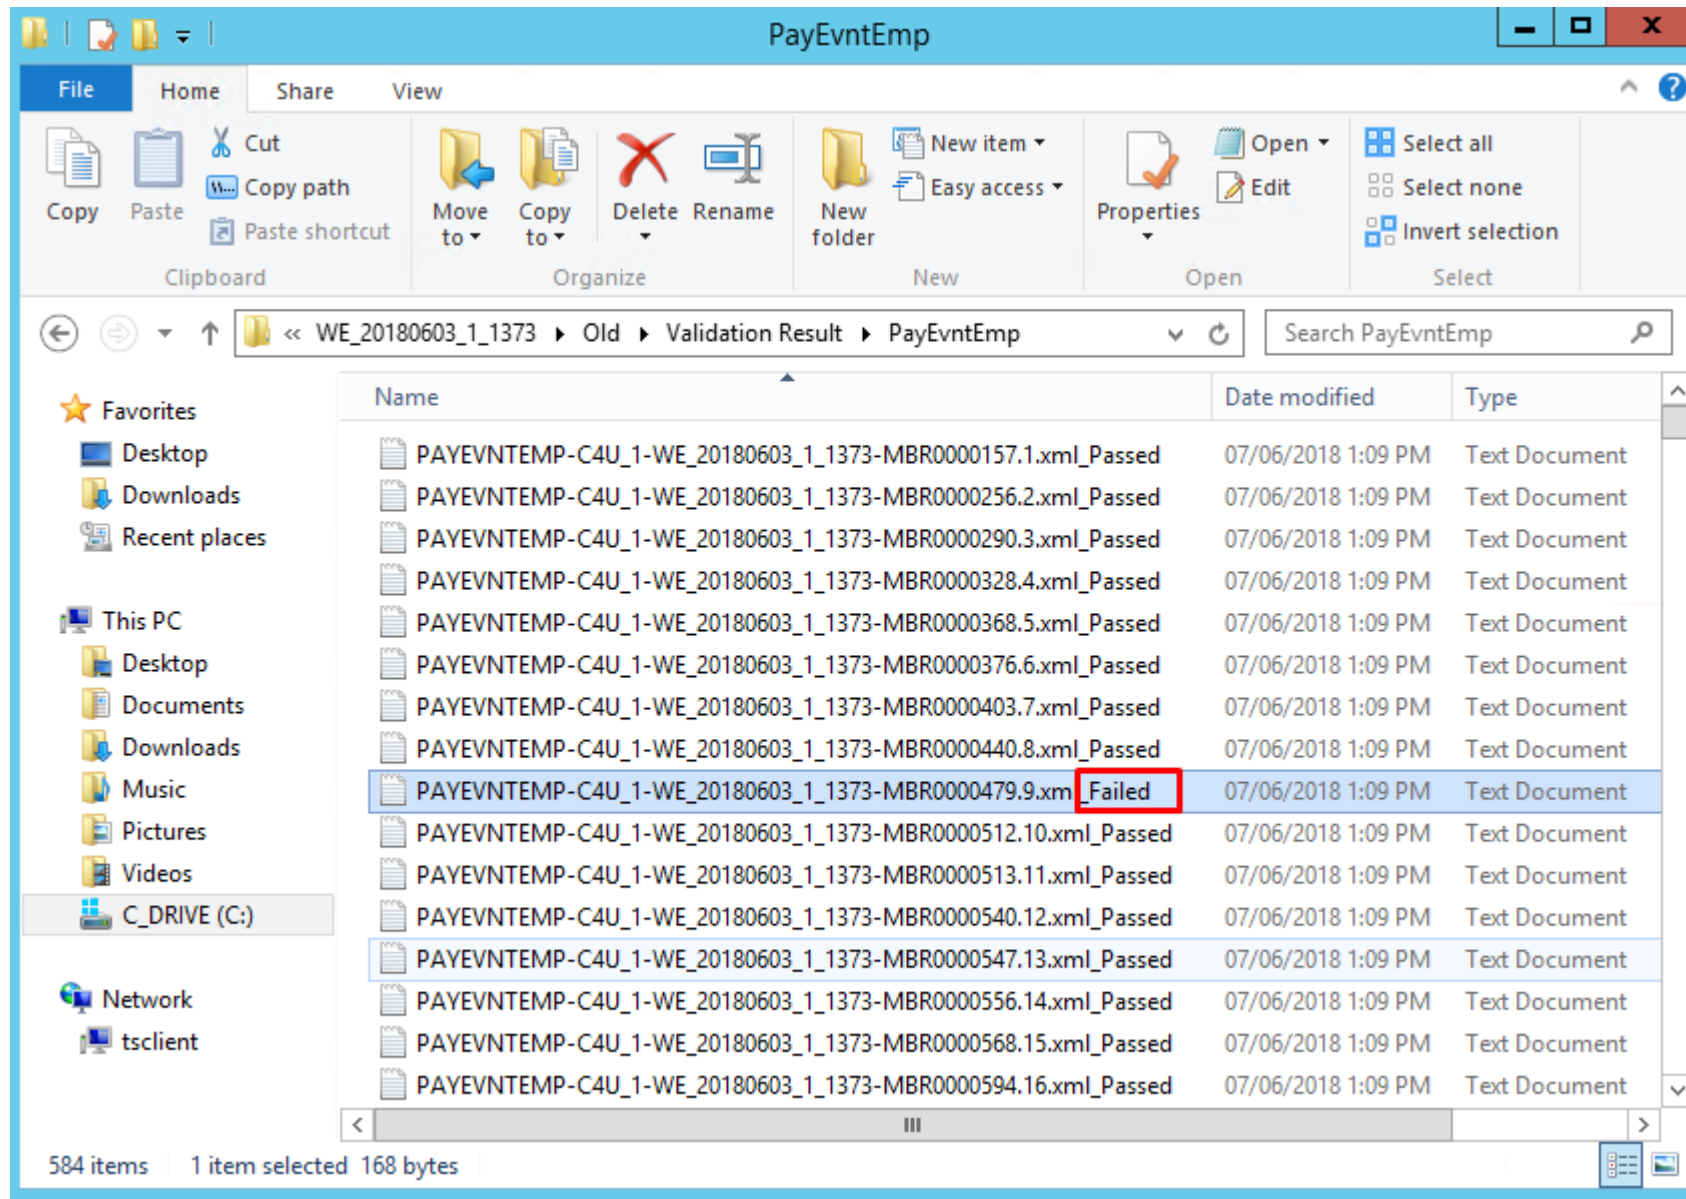 PayEvntEmp
File Home Share View
Copy Paste Cut Copy path Paste shortcut
Move to Copy to Delete Rename
New folder New item Easy access
Properties Open Edit
Select all Select none Invert selection
Clipboard Organize New Open Select
« WE_20180603_1_1373 Old Validation Result PayEvntEmp Search PayEvntEmp
Favorites
Desktop
Downloads
Recent places
This PC
Desktop
Documents
Downloads
Music
Pictures
Videos
C_DRIVE (C:)
Network
tsclient
Name Date modified Type
PAYEVNTEMP-C4U_1-WE_20180603_1_1373-MBR0000157.1.xml_Passed 07/06/2018 1:09 PM Text Document
PAYEVNTEMP-C4U_1-WE_20180603_1_1373-MBR0000256.2.xml_Passed 07/06/2018 1:09 PM Text Document
PAYEVNTEMP-C4U_1-WE_20180603_1_1373-MBR0000290.3.xml_Passed 07/06/2018 1:09 PM Text Document
PAYEVNTEMP-C4U_1-WE_20180603_1_1373-MBR0000328.4.xml_Passed 07/06/2018 1:09 PM Text Document
PAYEVNTEMP-C4U_1-WE_20180603_1_1373-MBR0000368.5.xml_Passed 07/06/2018 1:09 PM Text Document
PAYEVNTEMP-C4U_1-WE_20180603_1_1373-MBR0000376.6.xml_Passed 07/06/2018 1:09 PM Text Document
PAYEVNTEMP-C4U_1-WE_20180603_1_1373-MBR0000403.7.xml_Passed 07/06/2018 1:09 PM Text Document
PAYEVNTEMP-C4U_1-WE_20180603_1_1373-MBR0000440.8.xml_Passed 07/06/2018 1:09 PM Text Document
PAYEVNTEMP-C4U_1-WE_20180603_1_1373-MBR0000479.9.xml_Failed 07/06/2018 1:09 PM Text Document
PAYEVNTEMP-C4U_1-WE_20180603_1_1373-MBR0000512.10.xml_Passed 07/06/2018 1:09 PM Text Document
PAYEVNTEMP-C4U_1-WE_20180603_1_1373-MBR0000513.11.xml_Passed 07/06/2018 1:09 PM Text Document
PAYEVNTEMP-C4U_1-WE_20180603_1_1373-MBR0000540.12.xml_Passed 07/06/2018 1:09 PM Text Document
PAYEVNTEMP-C4U_1-WE_20180603_1_1373-MBR0000547.13.xml_Passed 07/06/2018 1:09 PM Text Document
PAYEVNTEMP-C4U_1-WE_20180603_1_1373-MBR0000556.14.xml_Passed 07/06/2018 1:09 PM Text Document
PAYEVNTEMP-C4U_1-WE_20180603_1_1373-MBR0000568.15.xml_Passed 07/06/2018 1:09 PM Text Document
PAYEVNTEMP-C4U_1-WE_20180603_1_1373-MBR0000594.16.xml_Passed 07/06/2018 1:09 PM Text Document
584 items 1 item selected 168 bytes